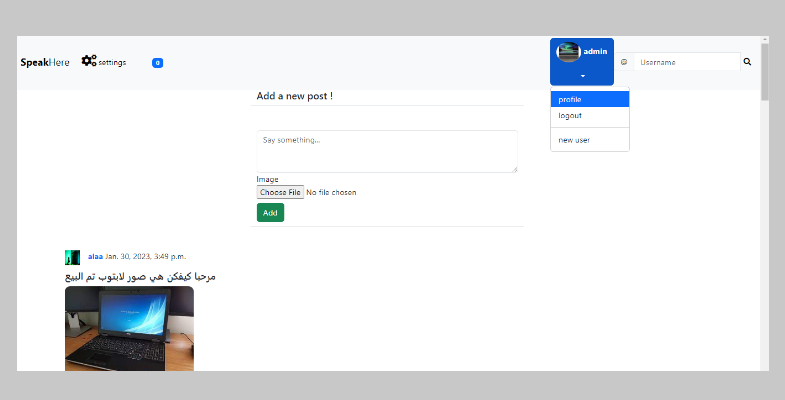 SpeakHere
settings
0
admin
@
Username
profile
logout
new user
Add a new post !
Say something...
Image
Choose File No file chosen
Add
alaa Jan. 30, 2023, 3:49 p.m.
مرحبا كيفكن هي صور لابتوب تم البيع